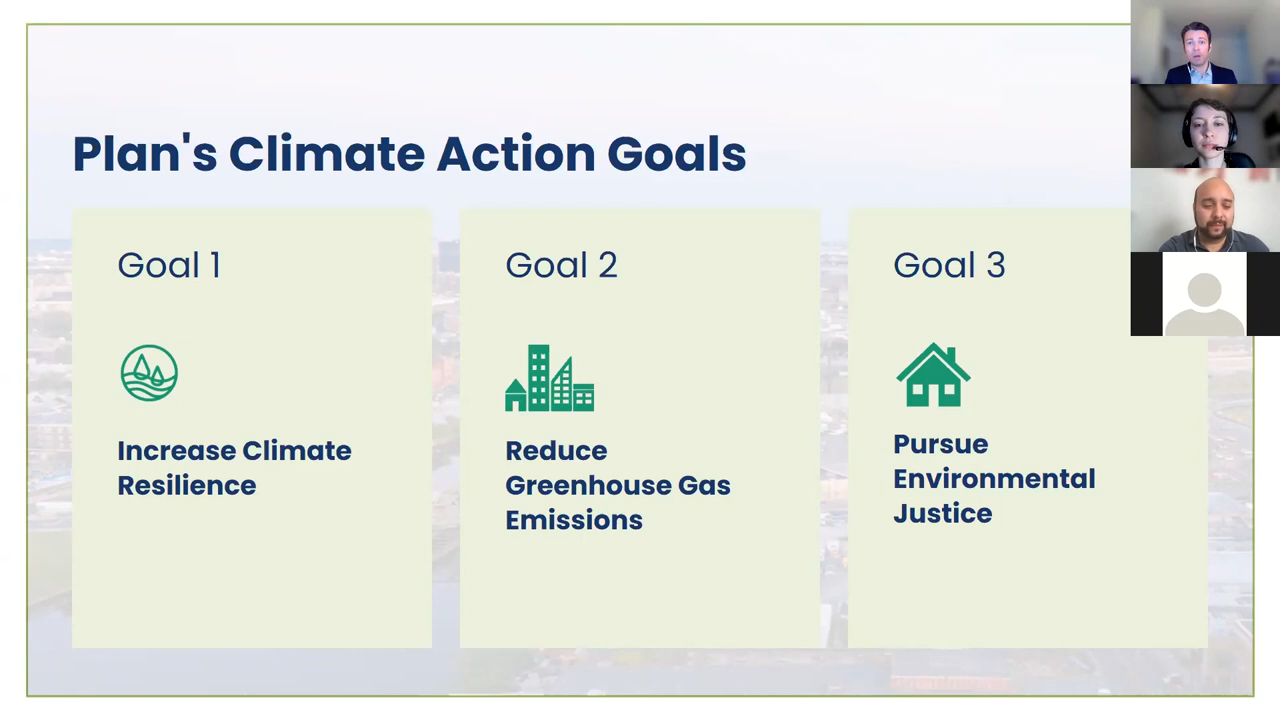 Plan's Climate Action Goals
Goal 1
Increase Climate
Resilience
Goal 2
Reduce
Greenhouse Gas
Emissions
Goal 3
Pursue
Environmental
Justice